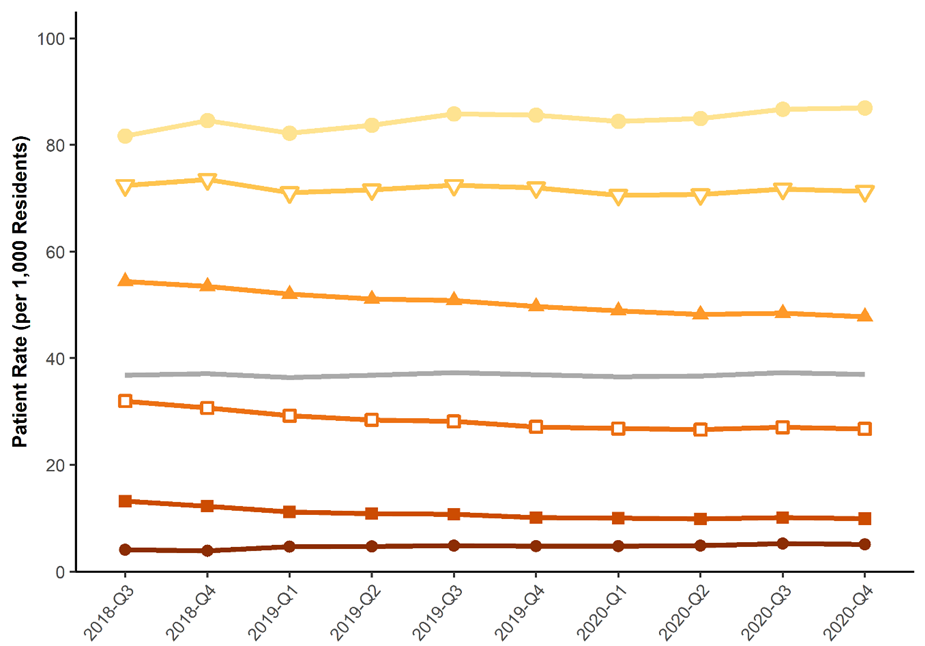 Patient Rate (per 1,000 Residents)
100
80
60
40
20
0
2018-Q3
2018-Q4
2019-Q1
2019-Q2
2019-Q3
2019-Q4
2020-Q1
2020-Q2
2020-Q3
2020-Q4